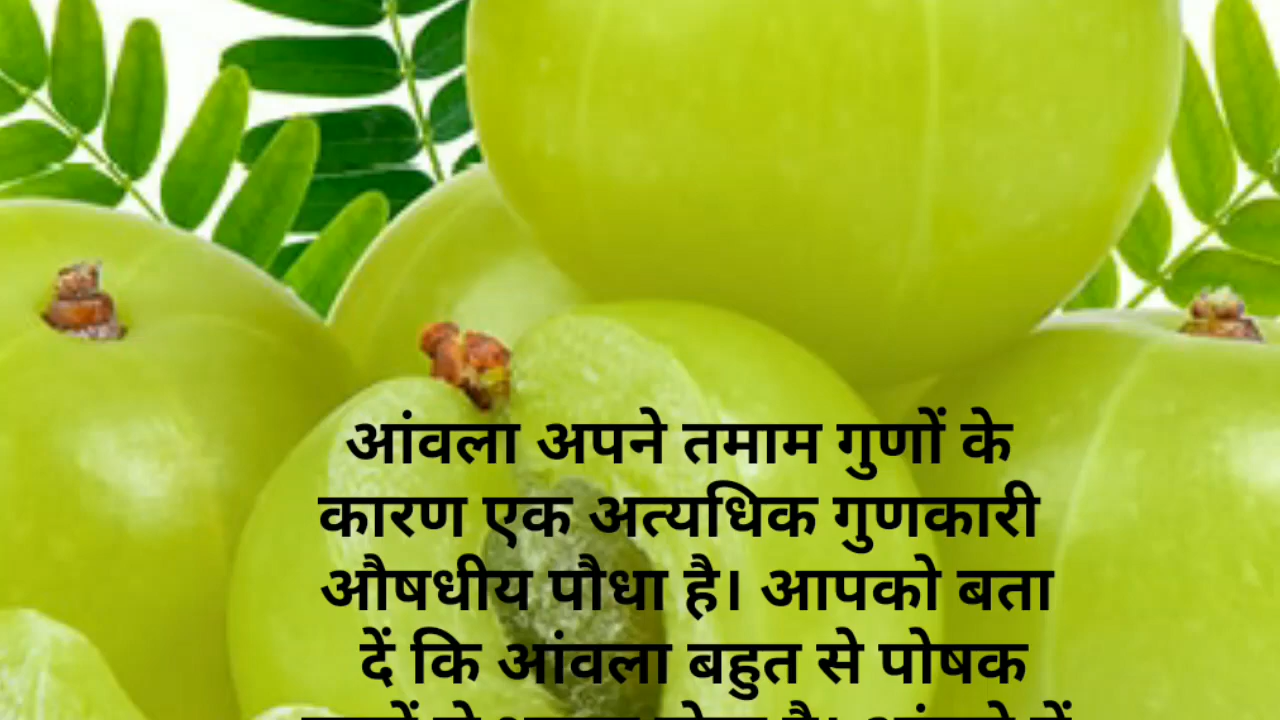 आंवला अपने तमाम गुणों के
कारण एक अत्यधिक गुणकारी
औषधीय पौधा है। आपको बता
दें कि आंवला बहुत से पोषक